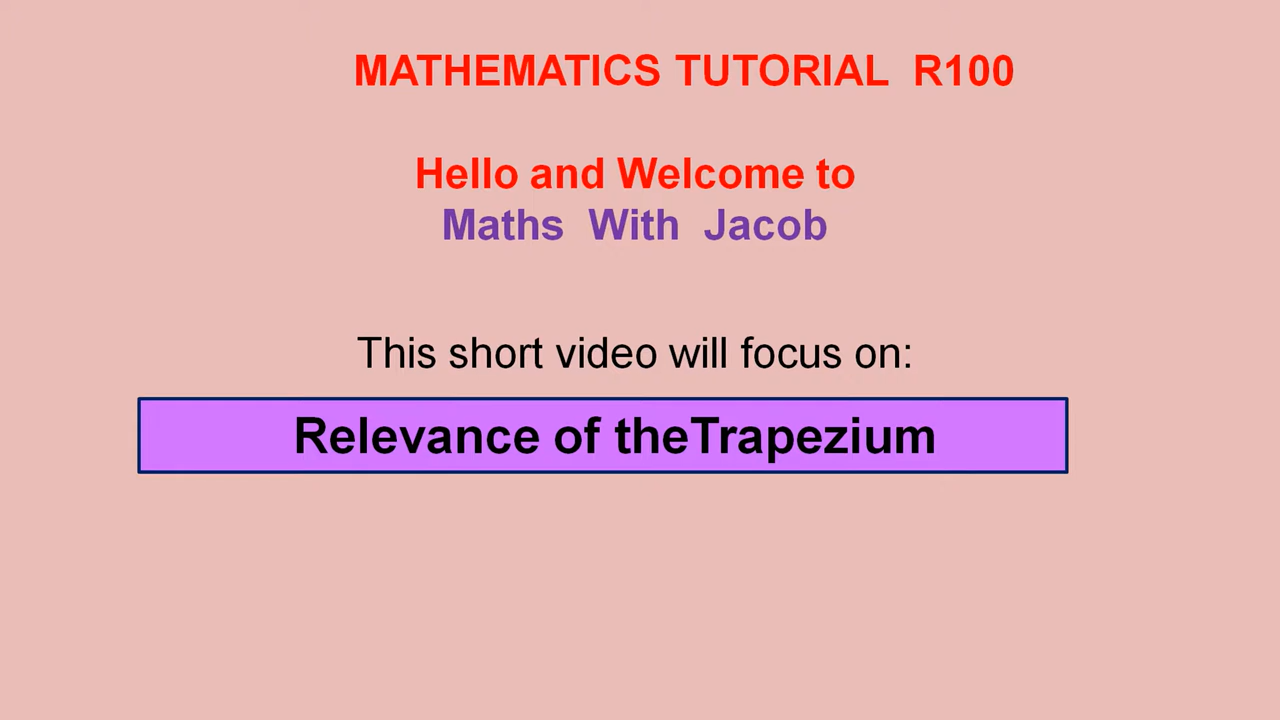 MATHEMATICS TUTORIAL R100
Hello and Welcome to
Maths With Jacob
This short video will focus on:
Relevance of theTrapezium